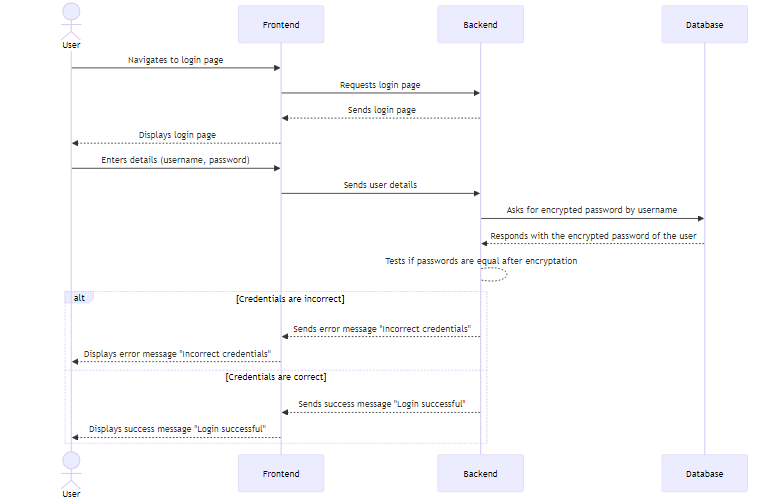 User
Frontend
Backend
Database
Navigates to login page
Requests login page
Sends login page
Displays login page
Enters details (username, password)
Sends user details
Asks for encrypted password by username
Responds with the encrypted password of the user
Tests if passwords are equal after encryptation
alt
[Credentials are incorrect]
Sends error message "Incorrect credentials"
Displays error message "Incorrect credentials"
[Credentials are correct]
Sends success message "Login successful"
Displays success message "Login successful"
User
Frontend
Backend
Database